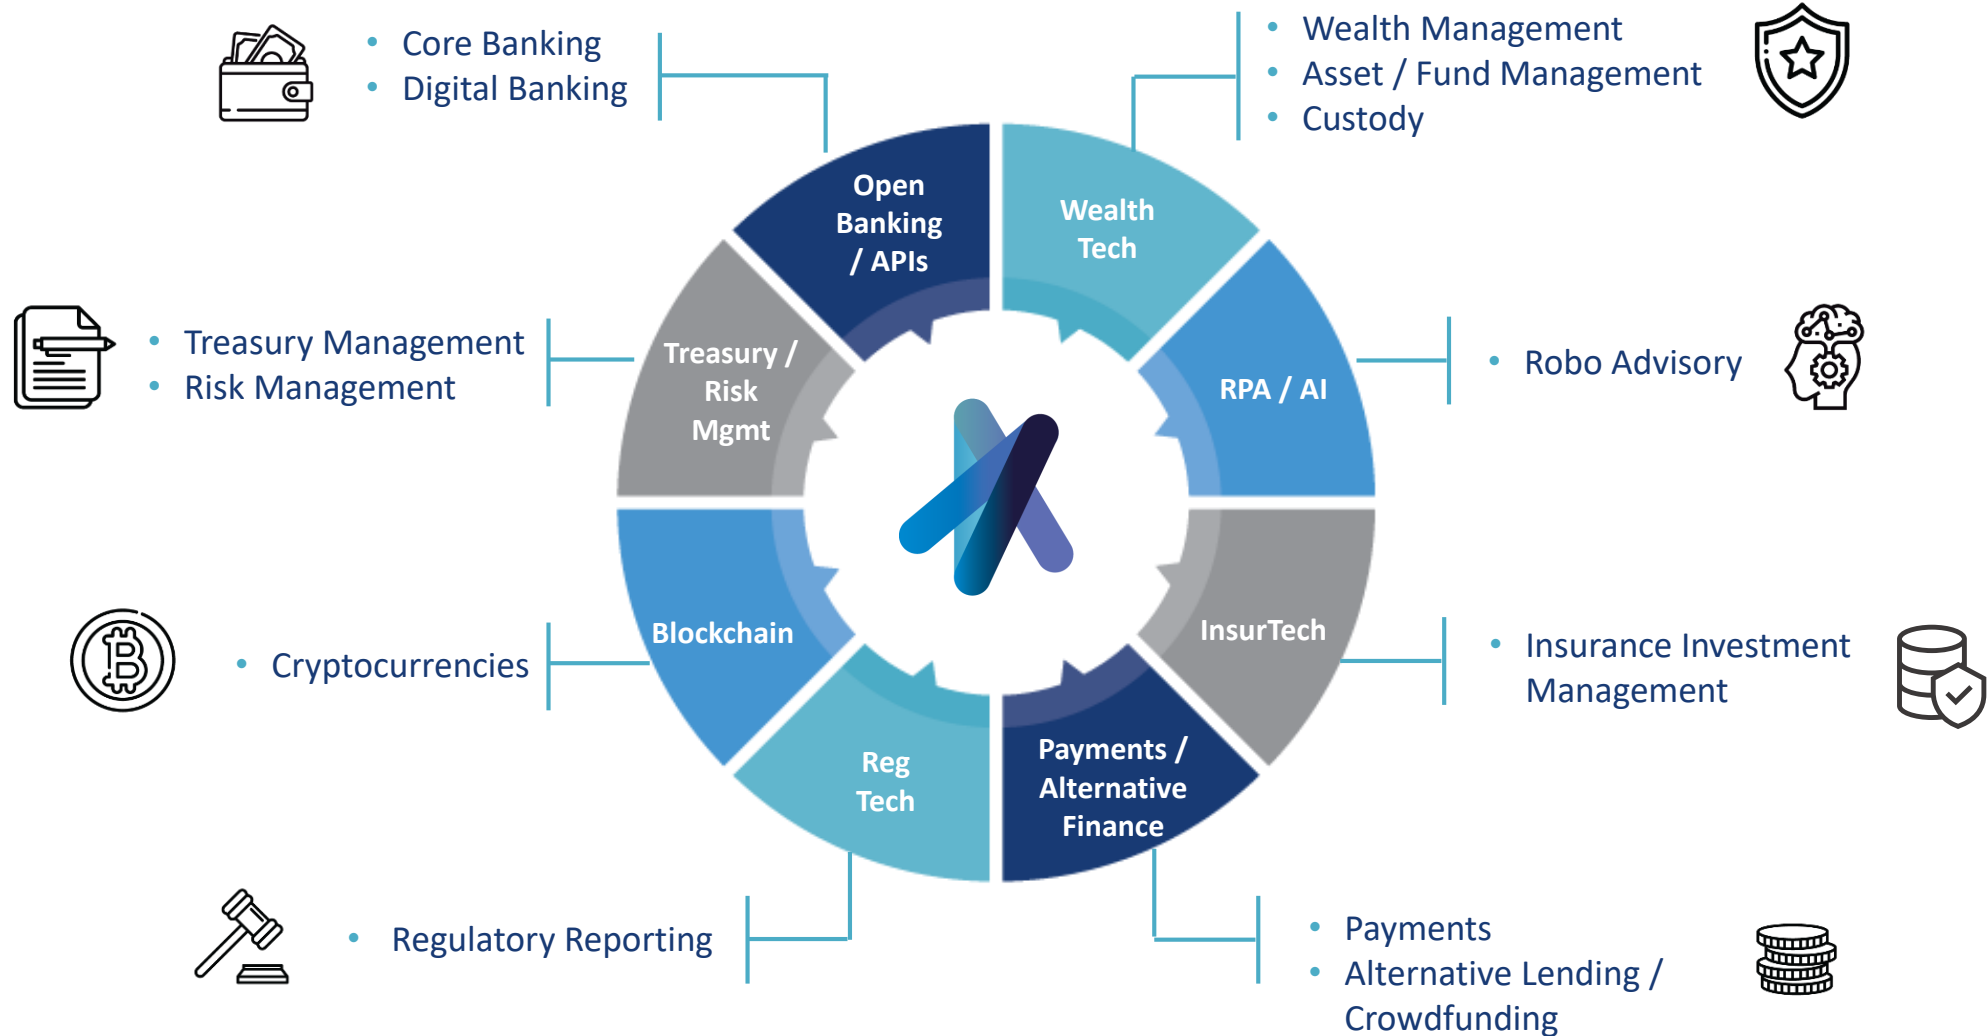 • Core Banking
• Digital Banking
• Wealth Management
• Asset / Fund Management
• Custody
Open
Banking
/ APIs
Wealth
Tech
• Treasury Management
• Risk Management
Treasury /
Risk
Mgmt
RPA / AI
• Robo Advisory
• Cryptocurrencies
Blockchain
InsurTech
• Insurance Investment
Management
Reg
Tech
Payments /
Alternative
Finance
• Regulatory Reporting
• Payments
• Alternative Lending /
Crowdfunding